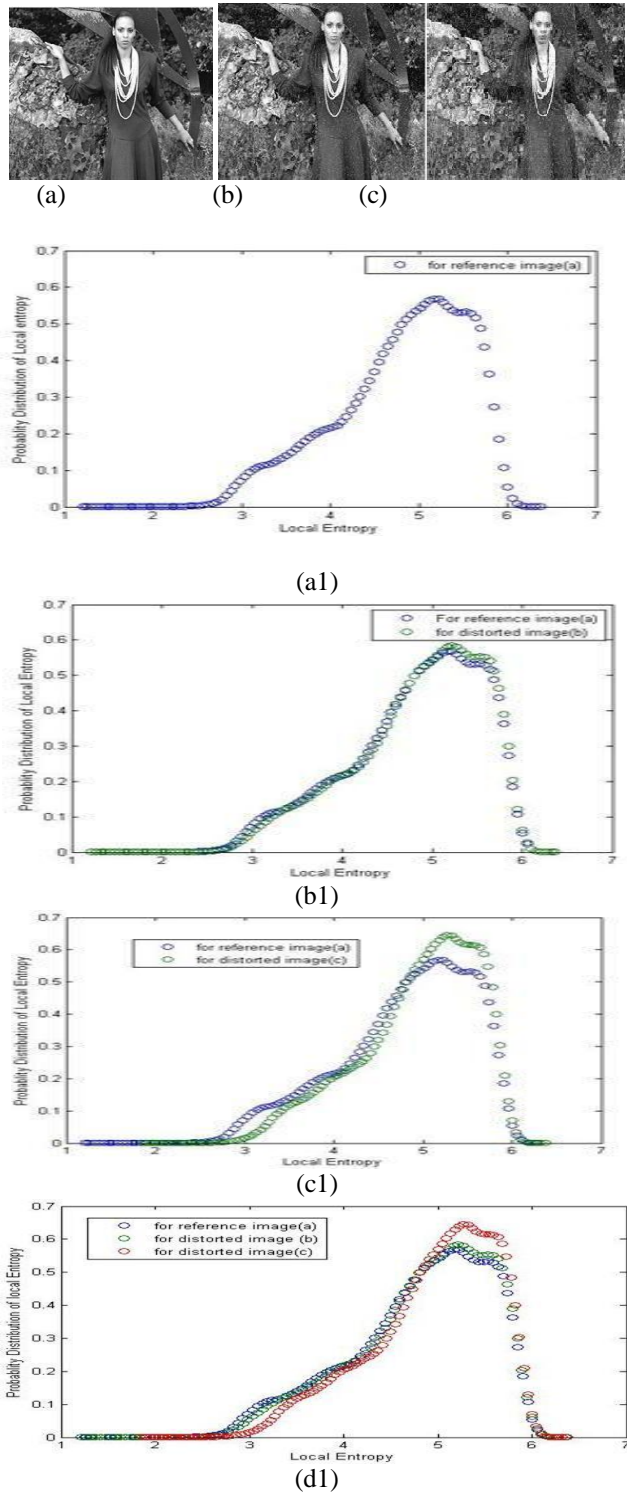 (a) (b) (c)
0.7
for reference image(a)
0.6
0.5
0.4
0.3
0.2
0.1
0
Probablity Distribution of Local entropy
1 2 3 4 5 6 7
Local Entropy
(a1)
0.7
For reference image(a)
for distorted image(b)
0.6
0.5
0.4
0.3
0.2
0.1
0
Probablity Distribution of Local Entropy
1 2 3 4 5 6 7
Local Entropy
(b1)
0.7
for reference image(a)
for distorted image(c)
0.6
0.5
0.4
0.3
0.2
0.1
0
Probablity Distribution of Local Entropy
1 2 3 4 5 6 7
Local Entropy
(c1)
0.7
for reference image(a)
for distorted image (b)
for distorted image(c)
0.6
0.5
0.4
0.3
0.2
0.1
0
Probablity Distribution of local Entropy
1 2 3 4 5 6 7
Local Entropy
(d1)